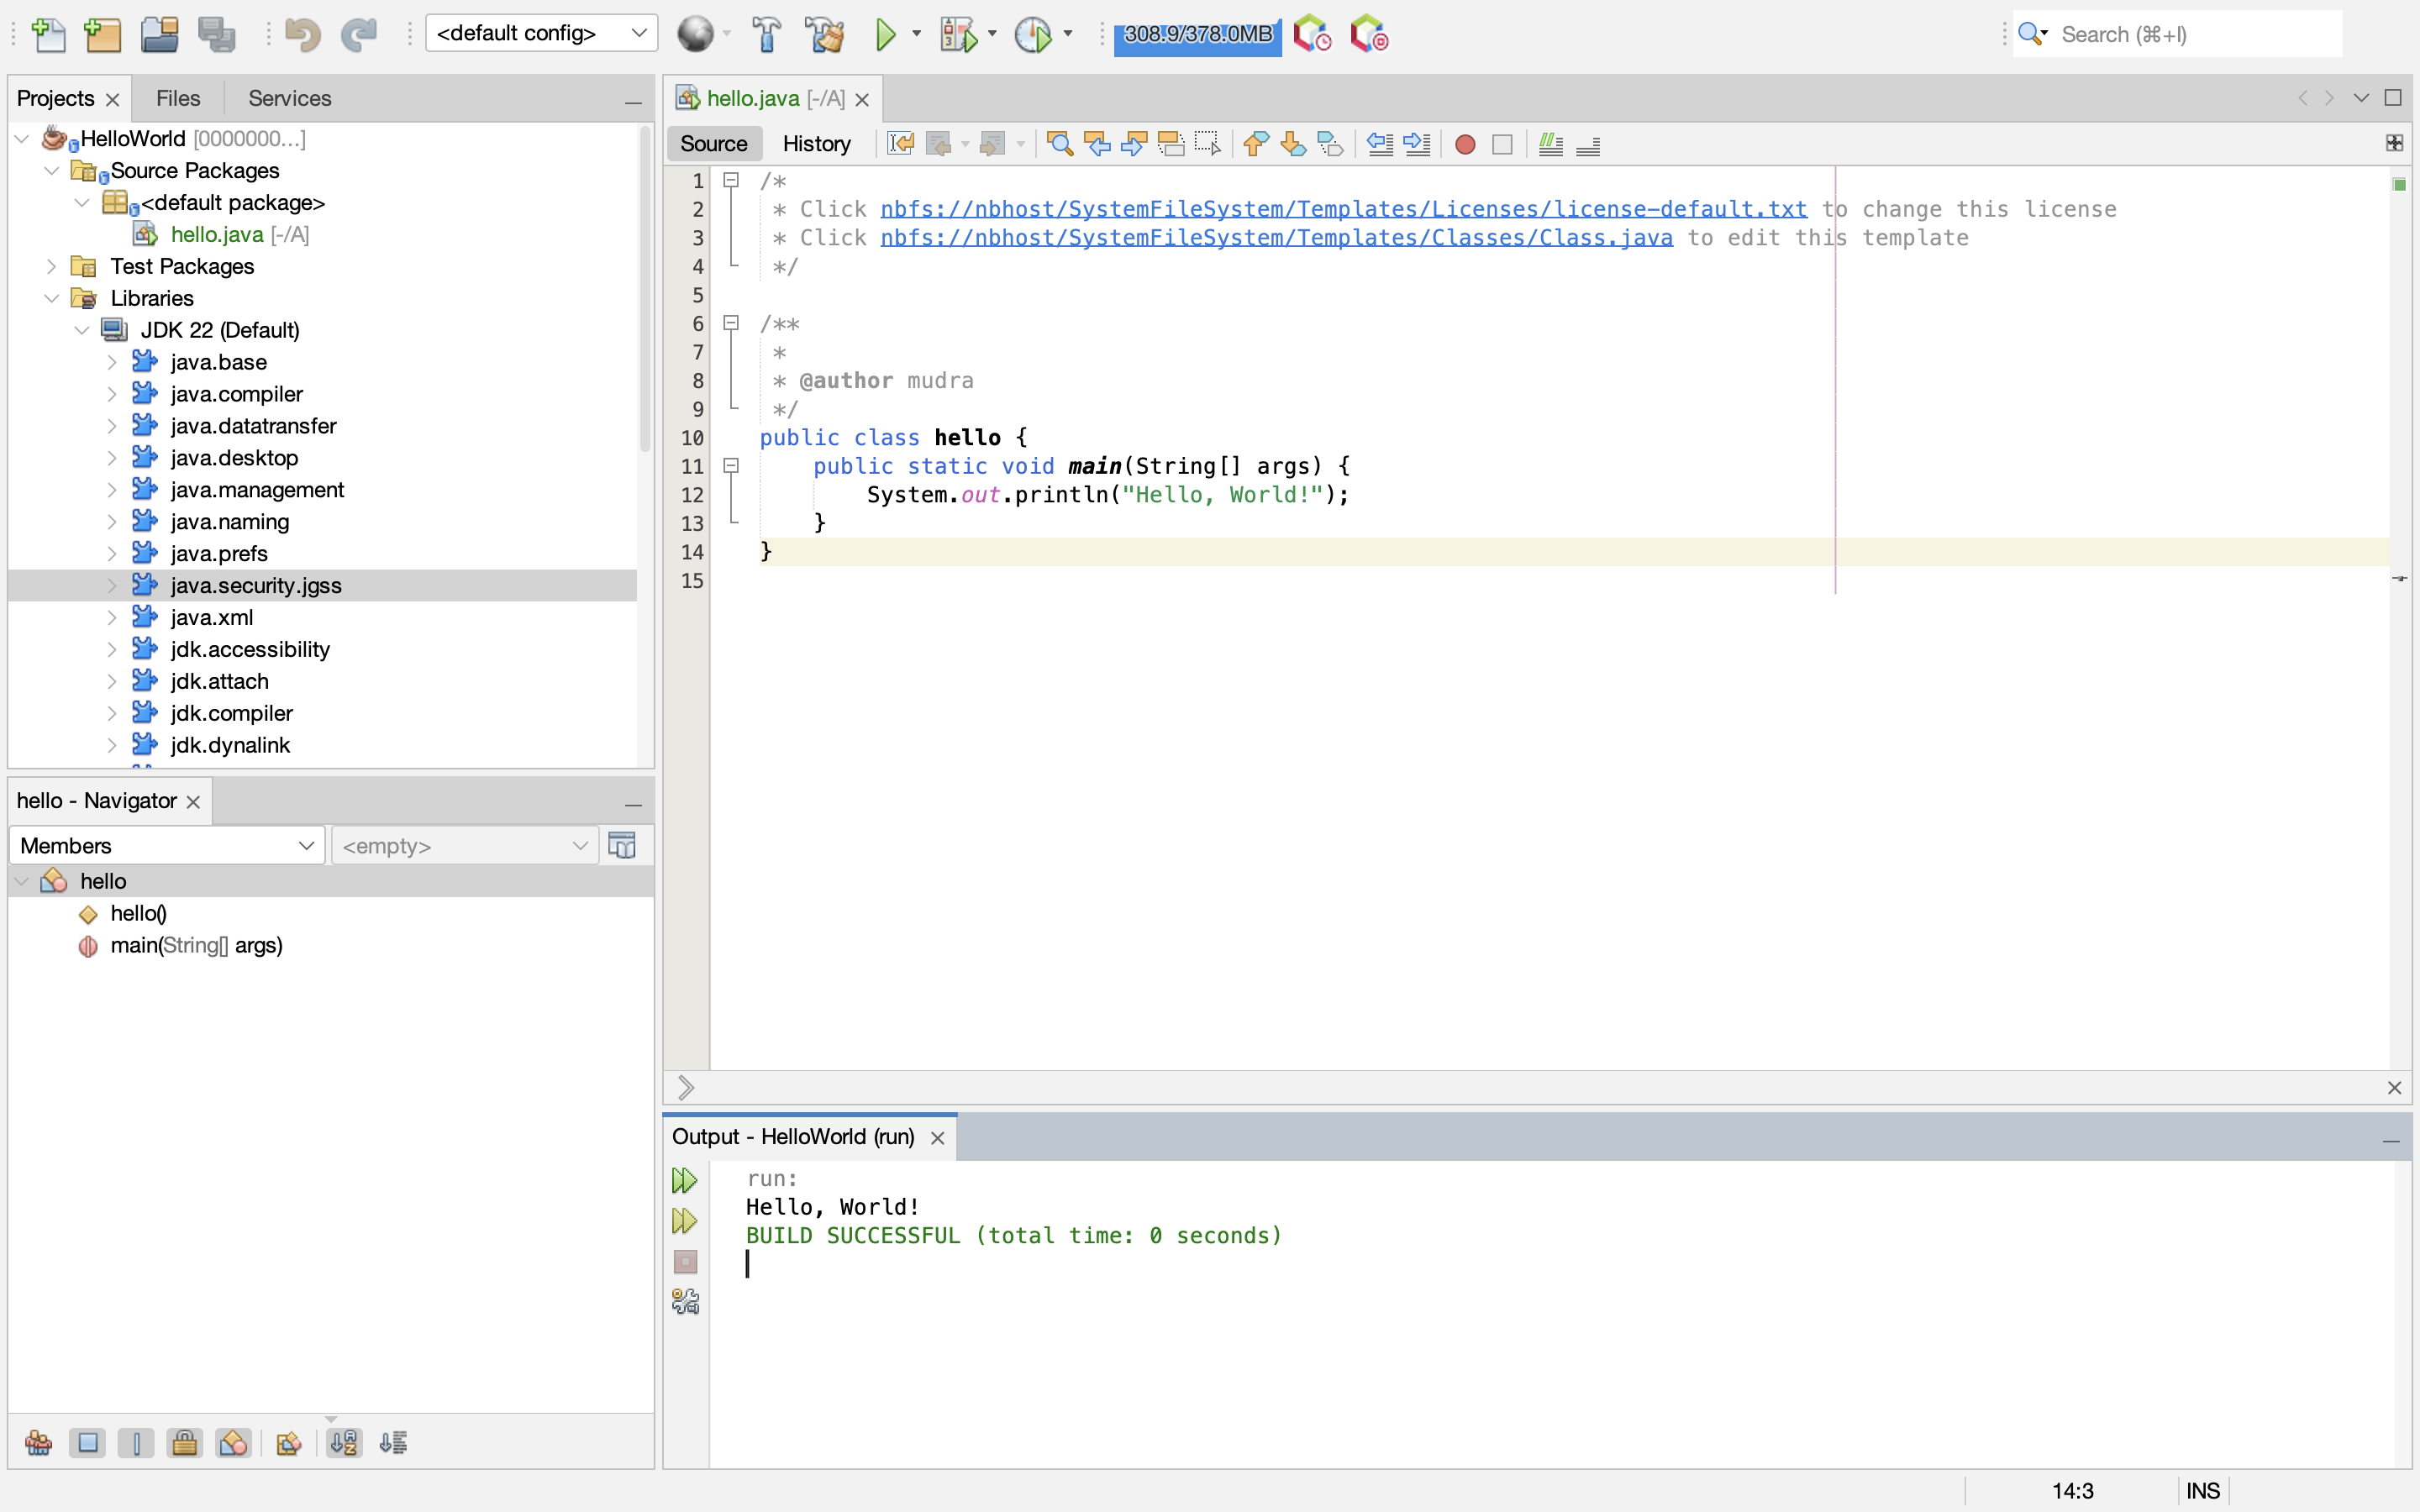 <default config>
308.9/378.0MB
Search (⌘+I)
Projects
Files
Services
HelloWorld [0000000...]
Source Packages
<default package>
hello.java [-/A]
Test Packages
Libraries
JDK 22 (Default)
java.base
java.compiler
java.datatransfer
java.desktop
java.management
java.naming
java.prefs
java.security.jgss
java.xml
jdk.accessibility
jdk.attach
jdk.compiler
jdk.dynalink
hello - Navigator
Members
<empty>
hello
hello()
main(String[] args)
hello.java [-/A]
Source
History
1 /*
2 * Click nbfs://nbhost/SystemFileSystem/Templates/Licenses/license-default.txt to change this license
3 * Click nbfs://nbhost/SystemFileSystem/Templates/Classes/Class.java to edit this template
4 */
5
6 /**
7 *
8 * @author mudra
9 */
10 public class hello {
11 public static void main(String[] args) {
12 System.out.println("Hello, World!");
13 }
14 }
15
Output - HelloWorld (run)
run:
Hello, World!
BUILD SUCCESSFUL (total time: 0 seconds)
14:3
INS